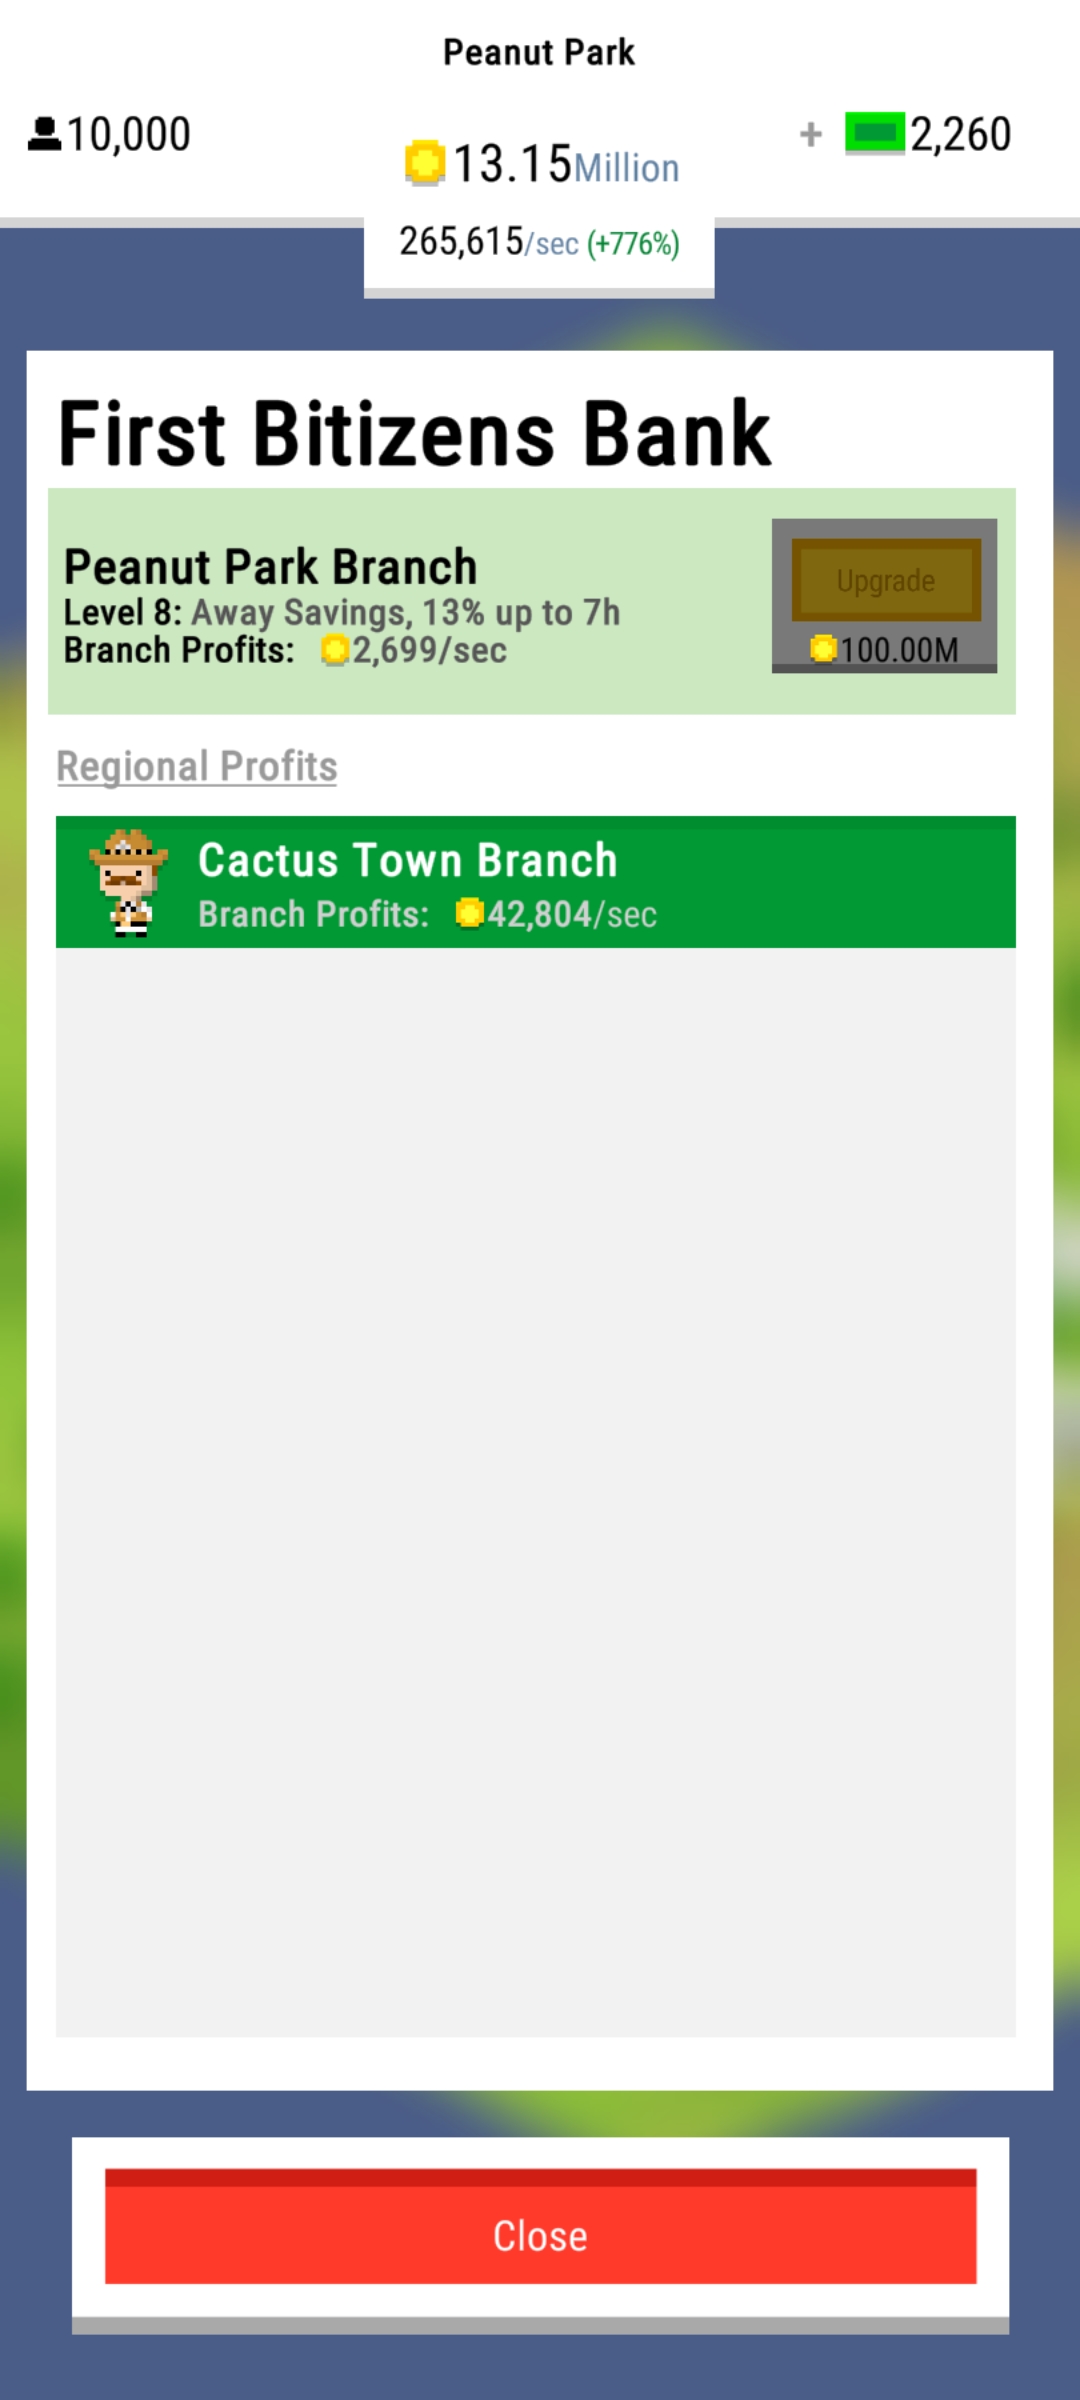 Peanut Park
10,000
13.15Million
+ 2,260
265,615/sec (+776%)
First Bitizens Bank
Peanut Park Branch
Level 8: Away Savings, 13% up to 7h
Branch Profits: 2,699/sec
Upgrade
100.00M
Regional Profits
Cactus Town Branch
Branch Profits: 42,804/sec
Close